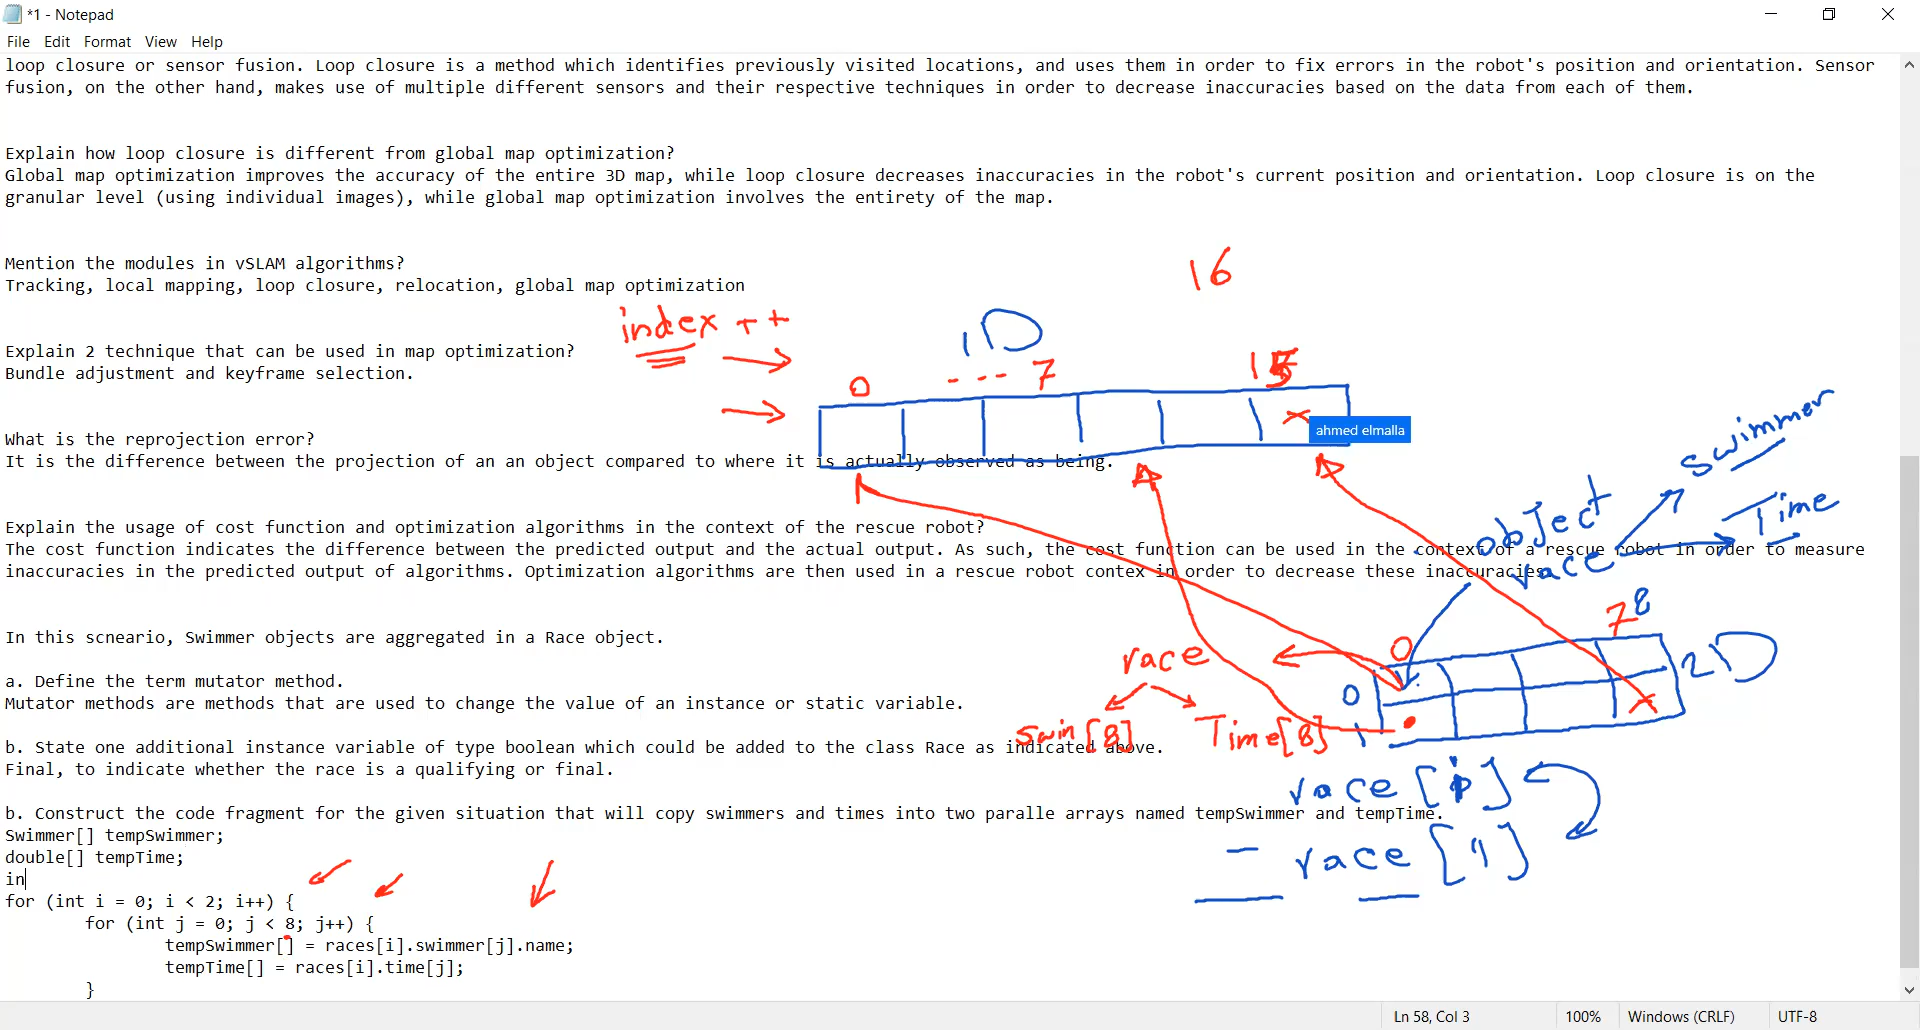 *1 - Notepad
File Edit Format View Help
loop closure or sensor fusion. Loop closure is a method which identifies previously visited locations, and uses them in order to fix errors in the robot's position and orientation. Sensor
fusion, on the other hand, makes use of multiple different sensors and their respective techniques in order to decrease inaccuracies based on the data from each of them.
Explain how loop closure is different from global map optimization?
Global map optimization improves the accuracy of the entire 3D map, while loop closure decreases inaccuracies in the robot's current position and orientation. Loop closure is on the
granular level (using individual images), while global map optimization involves the entirety of the map.
Mention the modules in vSLAM algorithms?
Tracking, local mapping, loop closure, relocation, global map optimization
16
index ++
1D
Explain 2 technique that can be used in map optimization?
Bundle adjustment and keyframe selection.
0 --- 7 15
ahmed elmalla
What is the reprojection error?
It is the difference between the projection of an an object compared to where it is actually observed as being.
swimmer
object
Time
Explain the usage of cost function and optimization algorithms in the context of the rescue robot?
The cost function indicates the difference between the predicted output and the actual output. As such, the cost function can be used in the context of a rescue robot in order to measure
inaccuracies in the predicted output of algorithms. Optimization algorithms are then used in a rescue robot contex in order to decrease these inaccuracies
race
7 8
In this scneario, Swimmer objects are aggregated in a Race object.
race
0
2D
a. Define the term mutator method.
Mutator methods are methods that are used to change the value of an instance or static variable.
0
1
swim[8] Time[8]
b. State one additional instance variable of type boolean which could be added to the class Race as indicated above.
Final, to indicate whether the race is a qualifying or final.
race [i]
b. Construct the code fragment for the given situation that will copy swimmers and times into two paralle arrays named tempSwimmer and tempTime.
Swimmer[] tempSwimmer;
double[] tempTime;
race [1]
in
for (int i = 0; i < 2; i++) {
for (int j = 0; j < 8; j++) {
tempSwimmer[] = races[i].swimmer[j].name;
tempTime[] = races[i].time[j];
}
Ln 58, Col 3 100% Windows (CRLF) UTF-8